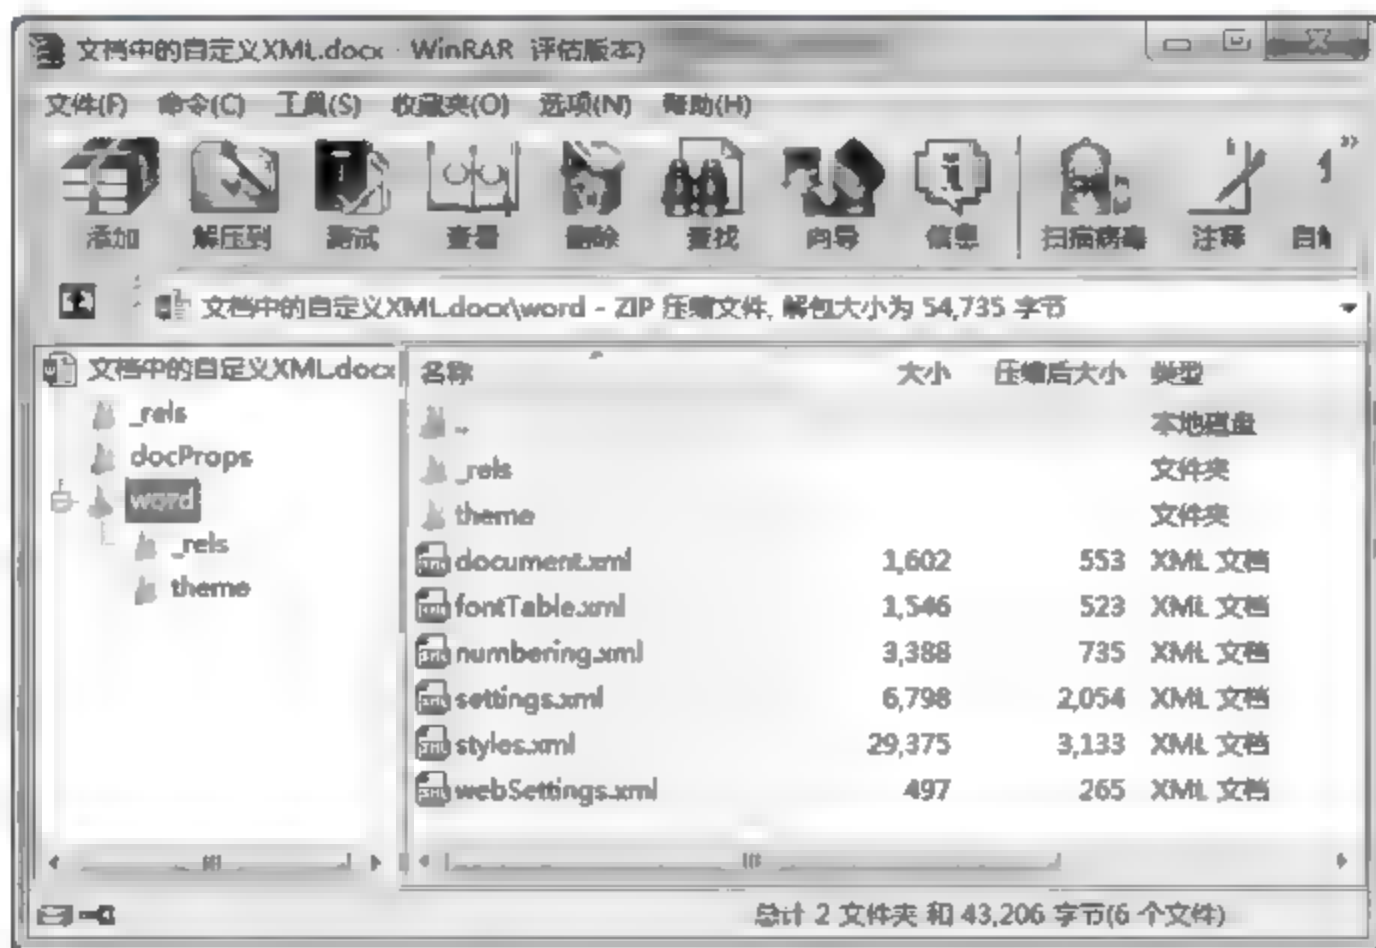 文档中的自定义XML.docx - WinRAR (评估版本)
文件(F) 命令(C) 工具(S) 收藏夹(O) 选项(N) 帮助(H)
添加 解压到 测试 查看 删除 查找 向导 信息 扫描病毒 注释 自解
文档中的自定义XML.docx\word - ZIP 压缩文件, 解包大小为 54,735 字节
文档中的自定义XML.docx
_rels
docProps
word
_rels
theme
名称 大小 压缩后大小 类型
.. 本地磁盘
_rels 文件夹
theme 文件夹
document.xml 1,602 553 XML 文档
fontTable.xml 1,546 523 XML 文档
numbering.xml 3,388 735 XML 文档
settings.xml 6,798 2,054 XML 文档
styles.xml 29,375 3,133 XML 文档
webSettings.xml 497 265 XML 文档
总计 2 文件夹 和 43,206 字节(6 个文件)